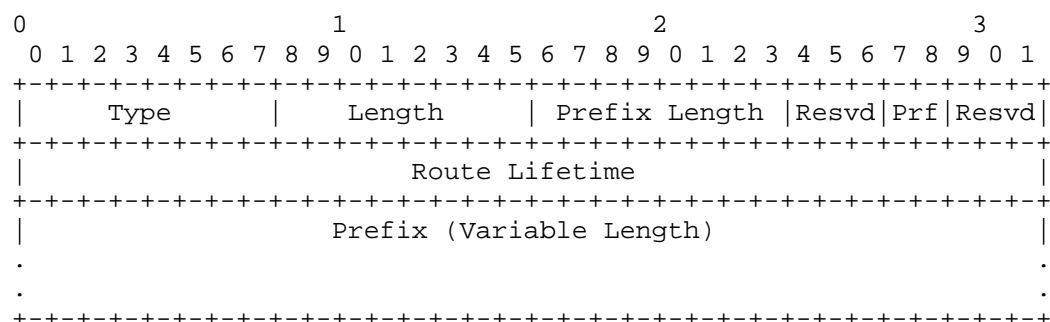 0                   1                   2                   3
 0 1 2 3 4 5 6 7 8 9 0 1 2 3 4 5 6 7 8 9 0 1 2 3 4 5 6 7 8 9 0 1
+-+-+-+-+-+-+-+-+-+-+-+-+-+-+-+-+-+-+-+-+-+-+-+-+-+-+-+-+-+-+-+-+
|     Type      |    Length     | Prefix Length |Resvd|Prf|Resvd|
+-+-+-+-+-+-+-+-+-+-+-+-+-+-+-+-+-+-+-+-+-+-+-+-+-+-+-+-+-+-+-+-+
|                        Route Lifetime                         |
+-+-+-+-+-+-+-+-+-+-+-+-+-+-+-+-+-+-+-+-+-+-+-+-+-+-+-+-+-+-+-+-+
|                   Prefix (Variable Length)                    |
.                                                               .
.                                                               .
+-+-+-+-+-+-+-+-+-+-+-+-+-+-+-+-+-+-+-+-+-+-+-+-+-+-+-+-+-+-+-+-+